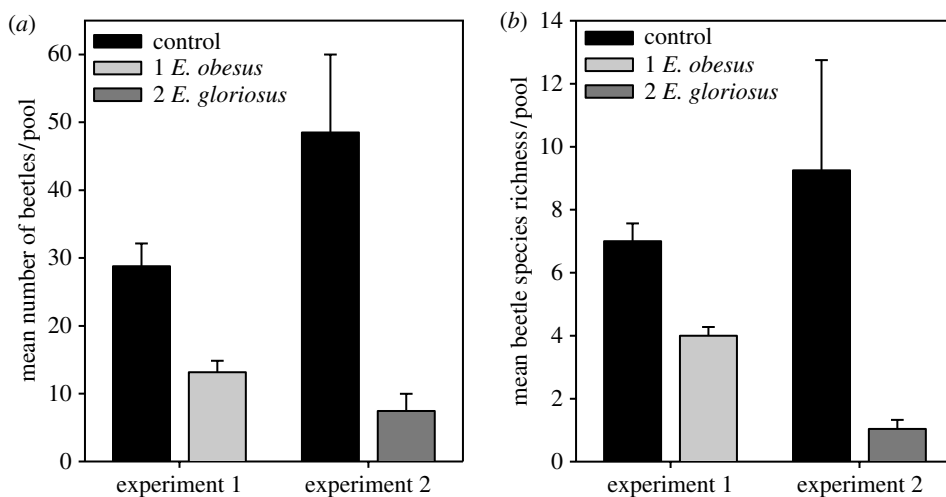 (a)
control
1 E. obesus
2 E. gloriosus
mean number of beetles/pool
60
50
40
30
20
10
0
experiment 1
experiment 2
(b)
control
1 E. obesus
2 E. gloriosus
mean beetle species richness/pool
14
12
10
8
6
4
2
0
experiment 1
experiment 2